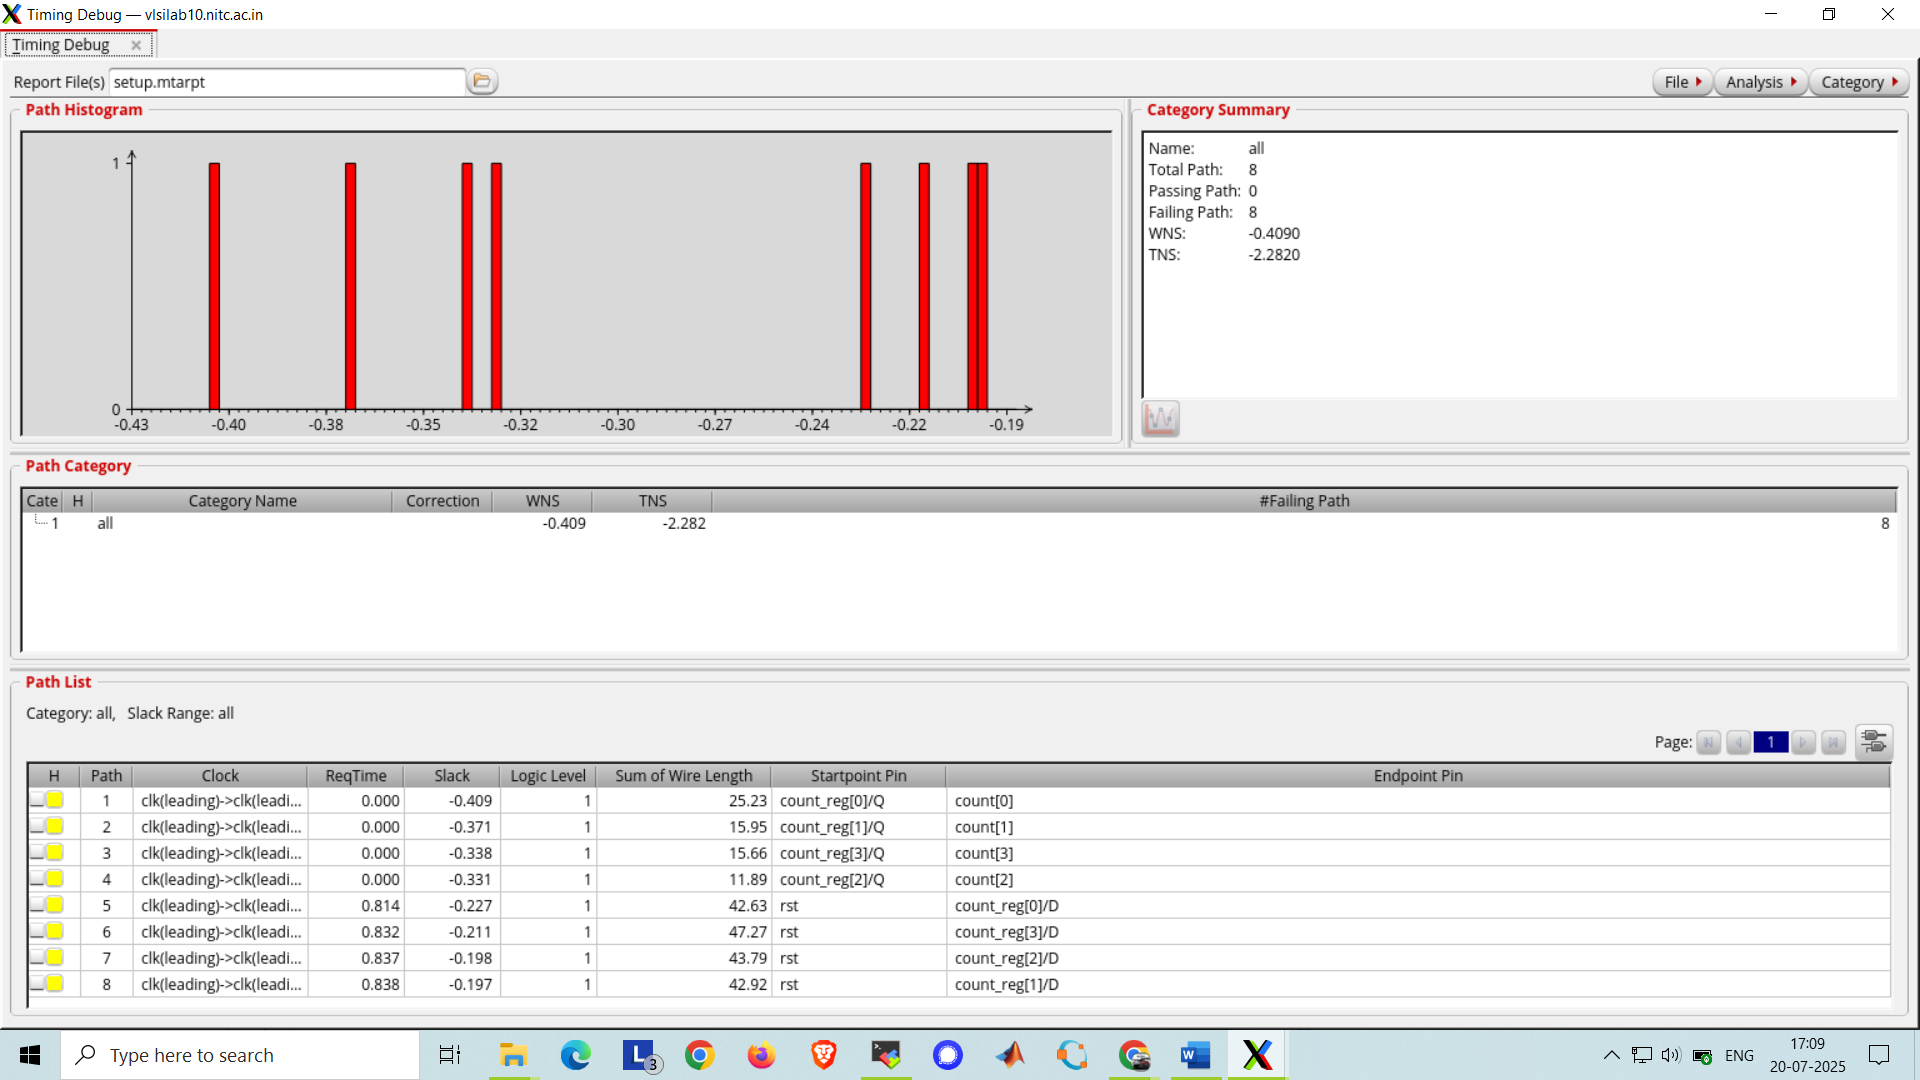 Timing Debug — vlsilab10.nitc.ac.in
Timing Debug
Report File(s) setup.mtarpt
File Analysis Category
Path Histogram
1
0
-0.43 -0.40 -0.38 -0.35 -0.32 -0.30 -0.27 -0.24 -0.22 -0.19
Category Summary
Name: all
Total Path: 8
Passing Path: 0
Failing Path: 8
WNS: -0.4090
TNS: -2.2820
Path Category
Cate H Category Name Correction WNS TNS #Failing Path
1 all -0.409 -2.282 8
Path List
Category: all, Slack Range: all
Page: 1
H Path Clock ReqTime Slack Logic Level Sum of Wire Length Startpoint Pin Endpoint Pin
1 clk(leading)->clk(leadi... 0.000 -0.409 1 25.23 count_reg[0]/Q count[0]
2 clk(leading)->clk(leadi... 0.000 -0.371 1 15.95 count_reg[1]/Q count[1]
3 clk(leading)->clk(leadi... 0.000 -0.338 1 15.66 count_reg[3]/Q count[3]
4 clk(leading)->clk(leadi... 0.000 -0.331 1 11.89 count_reg[2]/Q count[2]
5 clk(leading)->clk(leadi... 0.814 -0.227 1 42.63 rst count_reg[0]/D
6 clk(leading)->clk(leadi... 0.832 -0.211 1 47.27 rst count_reg[3]/D
7 clk(leading)->clk(leadi... 0.837 -0.198 1 43.79 rst count_reg[2]/D
8 clk(leading)->clk(leadi... 0.838 -0.197 1 42.92 rst count_reg[1]/D
Type here to search
L 3
W
ENG
17:09
20-07-2025